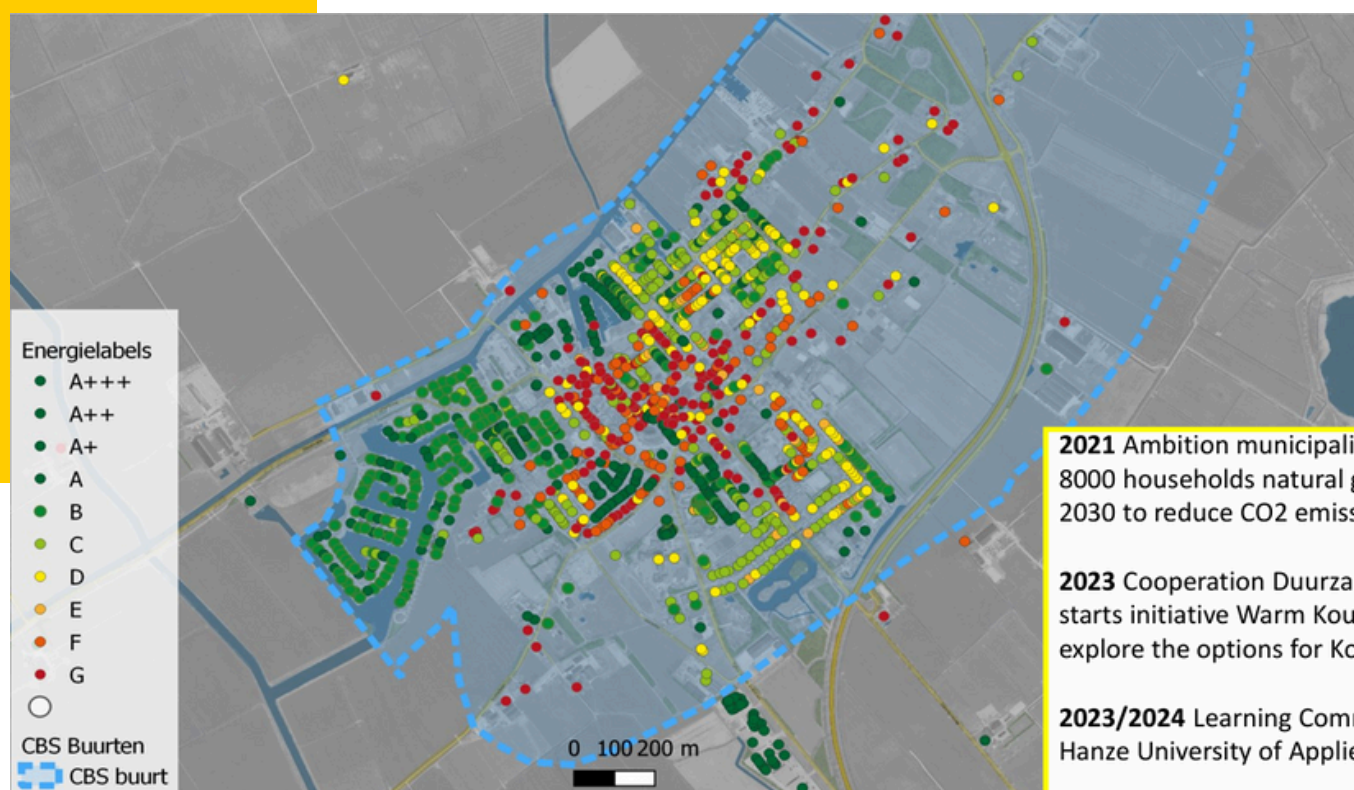 Energielabels
A+++
A++
A+
A
B
C
D
E
F
G
CBS Buurten
CBS buurt
0 100 200 m
2021 Ambition municipali
8000 households natural g
2030 to reduce CO2 emiss
2023 Cooperation Duurza
starts initiative Warm Kou
explore the options for Ko
2023/2024 Learning Com
Hanze University of Applie